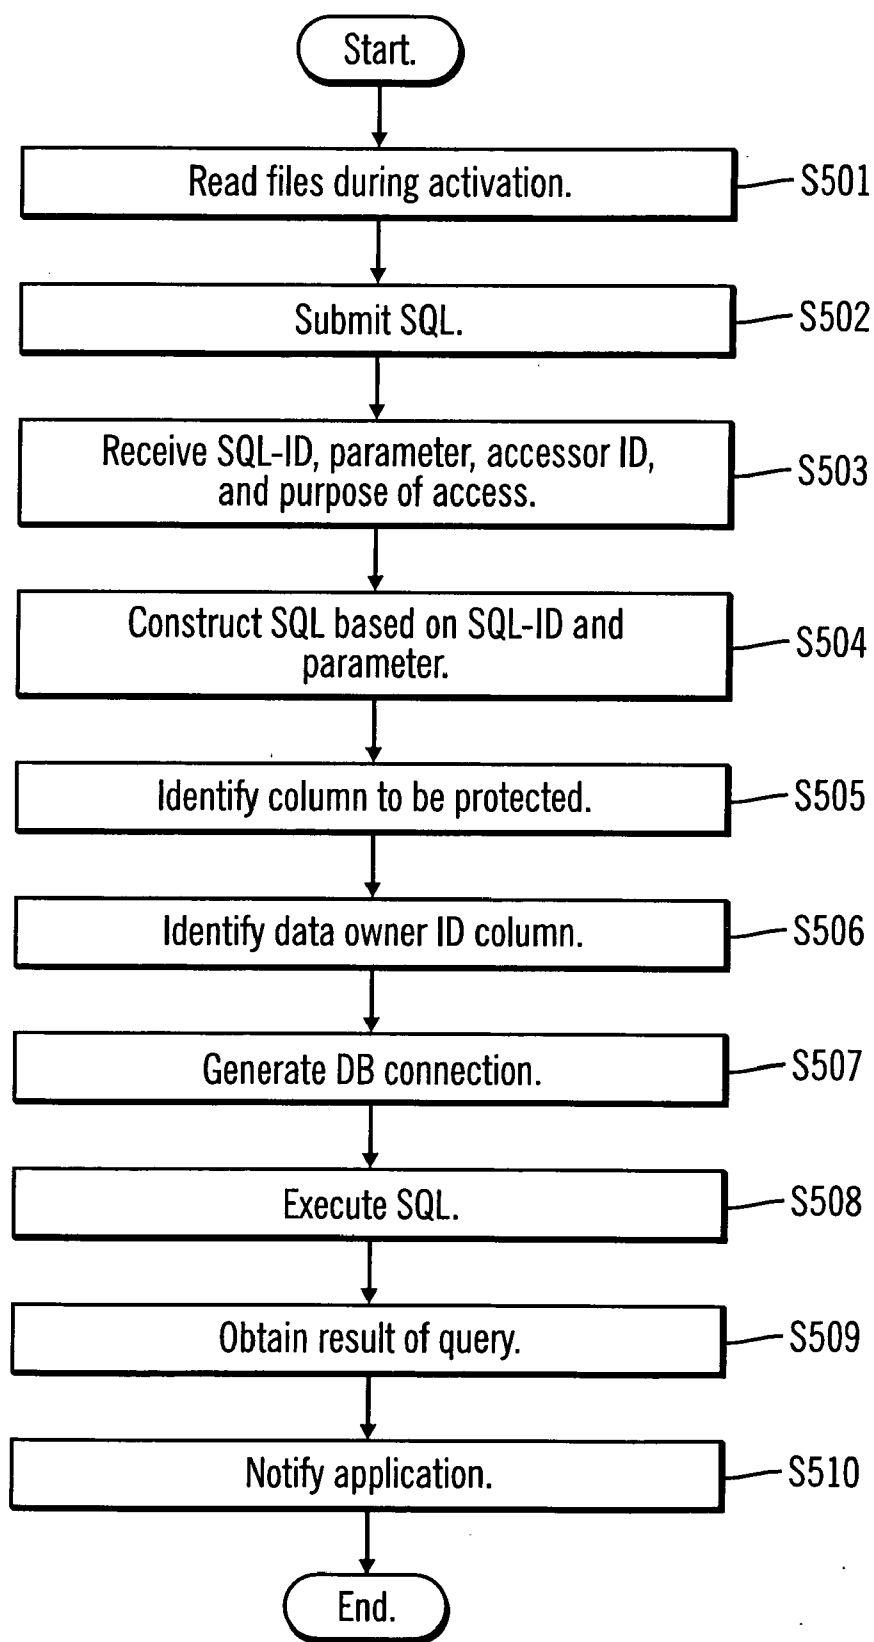 Start.
Read files during activation.
S501
Submit SQL.
S502
Receive SQL-ID, parameter, accessor ID,
and purpose of access.
S503
Construct SQL based on SQL-ID and
parameter.
S504
Identify column to be protected.
S505
Identify data owner ID column.
S506
Generate DB connection.
S507
Execute SQL.
S508
Obtain result of query.
S509
Notify application.
S510
End.